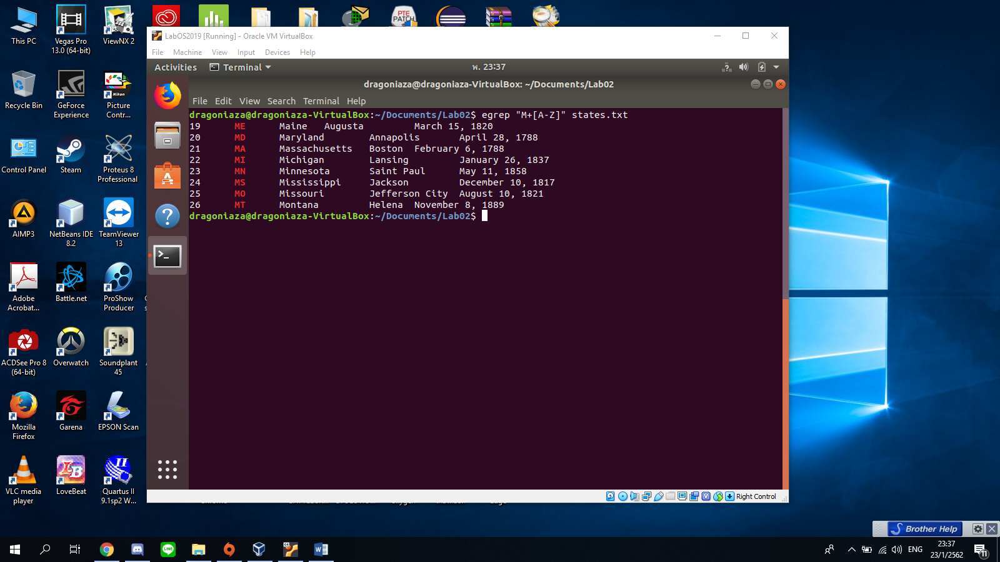 This PC
Vegas Pro
13.0 (64-bit)
ViewNX 2
PTE
PATCH
Recycle Bin
GeForce
Experience
Nikon
Picture
Contr...
Control Panel
Steam
Proteus 8
Professional
AIMP3
NetBeans IDE
8.2
TeamViewer
13
Adobe
Acrobat...
Battle.net
ProShow
Producer
ACDSee Pro 8
(64-bit)
Overwatch
Soundplant
45
Mozilla
Firefox
Garena
EPSON Scan
VLC media
player
LoveBeat
Quartus II
9.1sp2 W...
LabOS2019 [Running] - Oracle VM VirtualBox
File Machine View Input Devices Help
Activities Terminal พ. 23:37
dragoniaza@dragoniaza-VirtualBox: ~/Documents/Lab02
File Edit View Search Terminal Help
dragoniaza@dragoniaza-VirtualBox:~/Documents/Lab02$ egrep "M+[A-Z]" states.txt
19 ME Maine Augusta March 15, 1820
20 MD Maryland Annapolis April 28, 1788
21 MA Massachusetts Boston February 6, 1788
22 MI Michigan Lansing January 26, 1837
23 MN Minnesota Saint Paul May 11, 1858
24 MS Mississippi Jackson December 10, 1817
25 MO Missouri Jefferson City August 10, 1821
26 MT Montana Helena November 8, 1889
dragoniaza@dragoniaza-VirtualBox:~/Documents/Lab02$
Right Control
Brother Help
ENG
23:37
23/1/2562
11